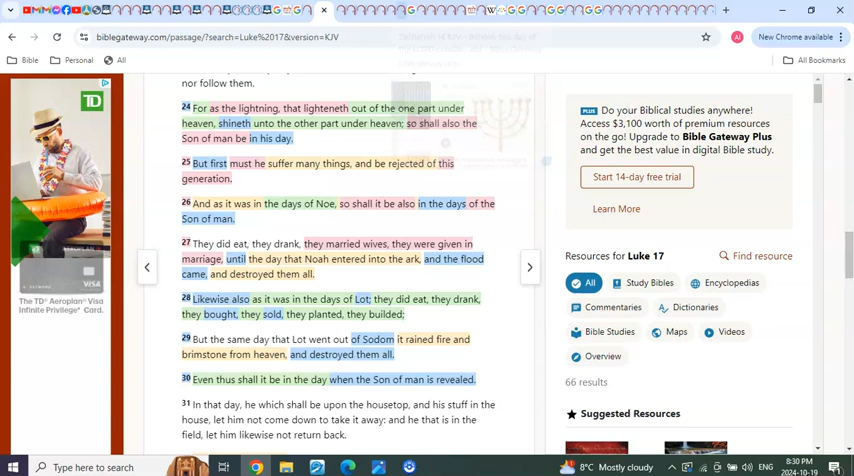 biblegateway.com/passage/?search=Luke%2017&version=KJV
AI
New Chrome available
Bible
Personal
All
All Bookmarks
nor follow them.
24 For as the lightning, that lighteneth out of the one part under
heaven, shineth unto the other part under heaven; so shall also the
Son of man be in his day.
25 But first must he suffer many things, and be rejected of this
generation.
26 And as it was in the days of Noe, so shall it be also in the days of the
Son of man.
27 They did eat, they drank, they married wives, they were given in
marriage, until the day that Noah entered into the ark, and the flood
came, and destroyed them all.
28 Likewise also as it was in the days of Lot; they did eat, they drank,
they bought, they sold, they planted, they builded;
29 But the same day that Lot went out of Sodom it rained fire and
brimstone from heaven, and destroyed them all.
30 Even thus shall it be in the day when the Son of man is revealed.
31 In that day, he which shall be upon the housetop, and his stuff in the
house, let him not come down to take it away: and he that is in the
field, let him likewise not return back.
TD
VISA
The TD® Aeroplan® Visa
Infinite Privilege* Card.
PLUS Do your Biblical studies anywhere!
Access $3,100 worth of premium resources
on the go! Upgrade to Bible Gateway Plus
and get the best value in digital Bible study.
Start 14-day free trial
Learn More
Resources for Luke 17
Find resource
All
Study Bibles
Encyclopedias
Commentaries
Dictionaries
Bible Studies
Maps
Videos
Overview
66 results
Suggested Resources
Type here to search
8°C Mostly cloudy
ENG
8:30 PM
2024-10-19